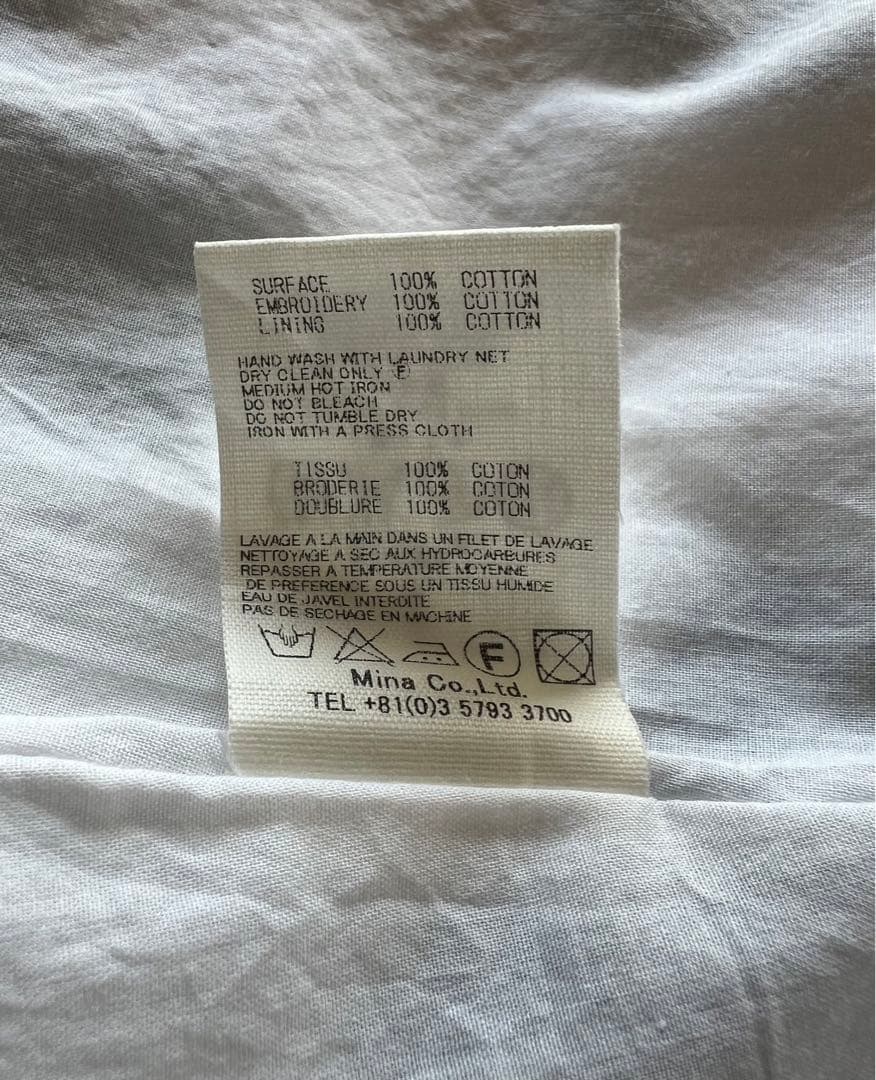 SURFACE 100% COTTON
EMBROIDERY 100% COTTON
LINING 100% COTTON
HAND WASH WITH LAUNDRY NET
DRY CLEAN ONLY Ⓕ
MEDIUM HOT IRON
DO NOT BLEACH
DO NOT TUMBLE DRY
IRON WITH A PRESS CLOTH
TISSU 100% COTON
BRODERIE 100% COTON
DOUBLURE 100% COTON
LAVAGE A LA MAIN DANS UN FILET DE LAVAGE
NETTOYAGE A SEC AUX HYDROCARBURES
REPASSER A TEMPERATURE MOYENNE
DE PREFERENCE SOUS UN TISSU HUMIDE
EAU DE JAVEL INTERDITE
PAS DE SECHAGE EN MACHINE
F
Mina Co.,Ltd.
TEL +81(0)3 5793 3700